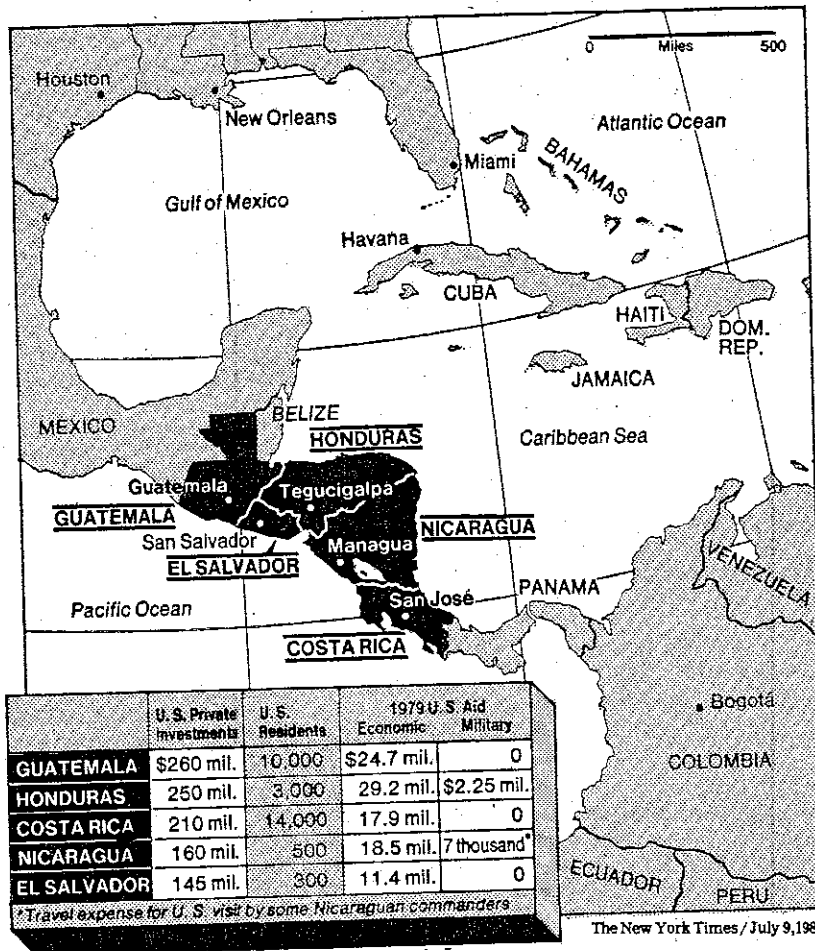 0 Miles 500
Houston
New Orleans
Atlantic Ocean
Miami
BAHAMAS
Gulf of Mexico
Havana
CUBA
HAITI
DOM.
REP.
JAMAICA
MEXICO
BELIZE
HONDURAS
Caribbean Sea
Guatemala
Tegucigalpa
GUATEMALA
NICARAGUA
San Salvador
Managua
EL SALVADOR
PANAMA
VENEZUELA
San José
Pacific Ocean
COSTA RICA
Bogotá
COLOMBIA
ECUADOR
PERU
U.S. Private U.S. 1979 U.S. Aid
Investments Residents Economic Military
GUATEMALA $260 mil. 10,000 $24.7 mil. 0
HONDURAS 250 mil. 3,000 29.2 mil. $2.25 mil.
COSTA RICA 210 mil. 14,000 17.9 mil. 0
NICARAGUA 160 mil. 500 18.5 mil. 7 thousand*
EL SALVADOR 145 mil. 300 11.4 mil. 0
*Travel expense for U.S. visit by some Nicaraguan commanders
The New York Times/July 9,198